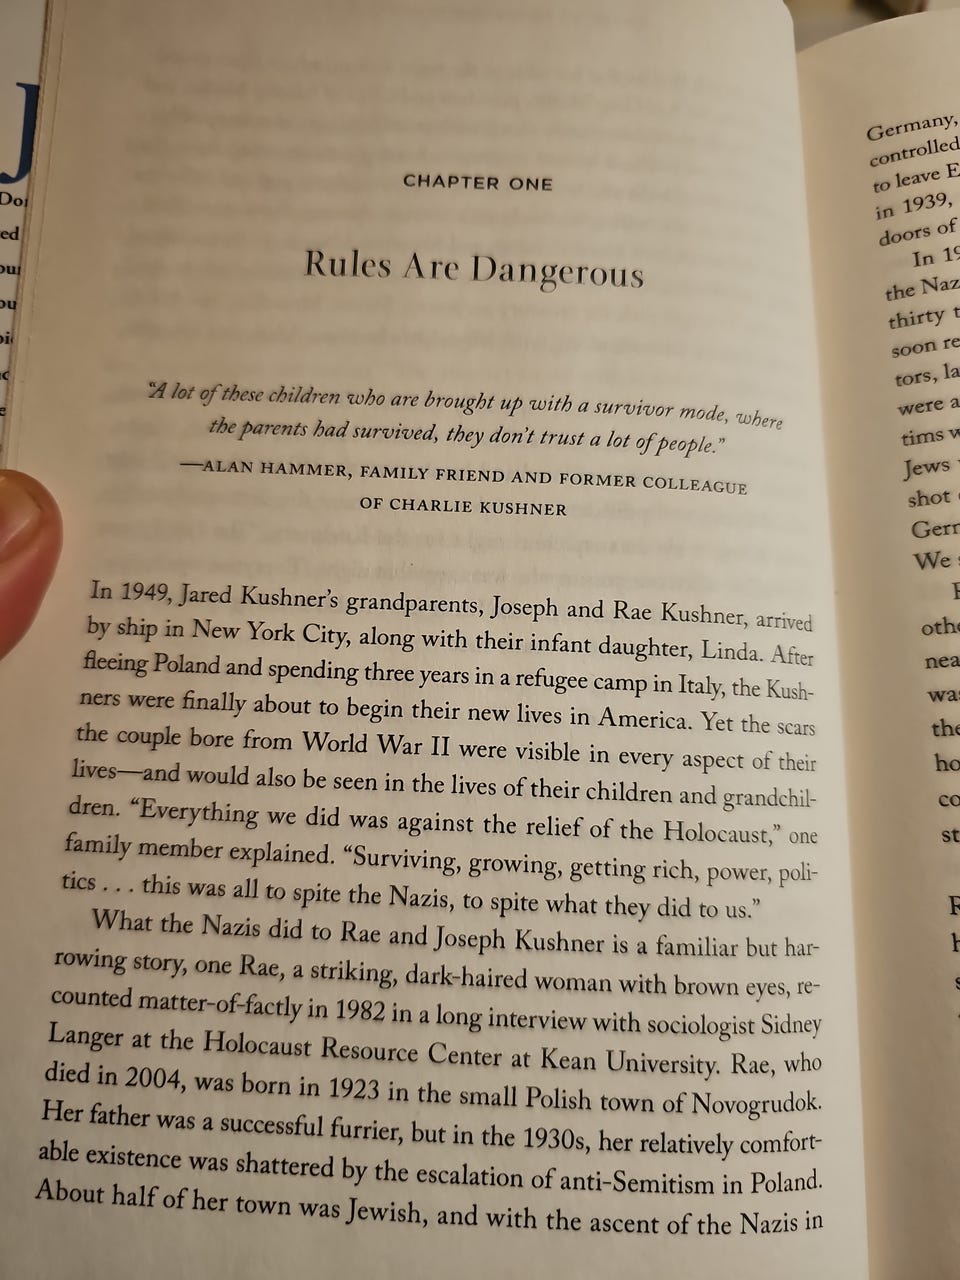 CHAPTER ONE
Rules Are Dangerous
"A lot of these children who are brought up with a survivor mode, where
the parents had survived, they don't trust a lot of people."
—ALAN HAMMER, FAMILY FRIEND AND FORMER COLLEAGUE
OF CHARLIE KUSHNER
In 1949, Jared Kushner's grandparents, Joseph and Rae Kushner, arrived
by ship in New York City, along with their infant daughter, Linda. After
fleeing Poland and spending three years in a refugee camp in Italy, the Kush-
ners were finally about to begin their new lives in America. Yet the scars
the couple bore from World War II were visible in every aspect of their
lives—and would also be seen in the lives of their children and grandchil-
dren. "Everything we did was against the relief of the Holocaust," one
family member explained. "Surviving, growing, getting rich, power, poli-
tics . . . this was all to spite the Nazis, to spite what they did to us."
What the Nazis did to Rae and Joseph Kushner is a familiar but har-
rowing story, one Rae, a striking, dark-haired woman with brown eyes, re-
counted matter-of-factly in 1982 in a long interview with sociologist Sidney
Langer at the Holocaust Resource Center at Kean University. Rae, who
died in 2004, was born in 1923 in the small Polish town of Novogrudok.
Her father was a successful furrier, but in the 1930s, her relatively comfort-
able existence was shattered by the escalation of anti-Semitism in Poland.
About half of her town was Jewish, and with the ascent of the Nazis in
Germany,
controlled
to leave E
in 1939,
doors of
In 19
the Naz
thirty t
soon re
tors, la
were a
tims w
Jews
shot
Gerr
We
othe
nea
was
the
ho
co
st